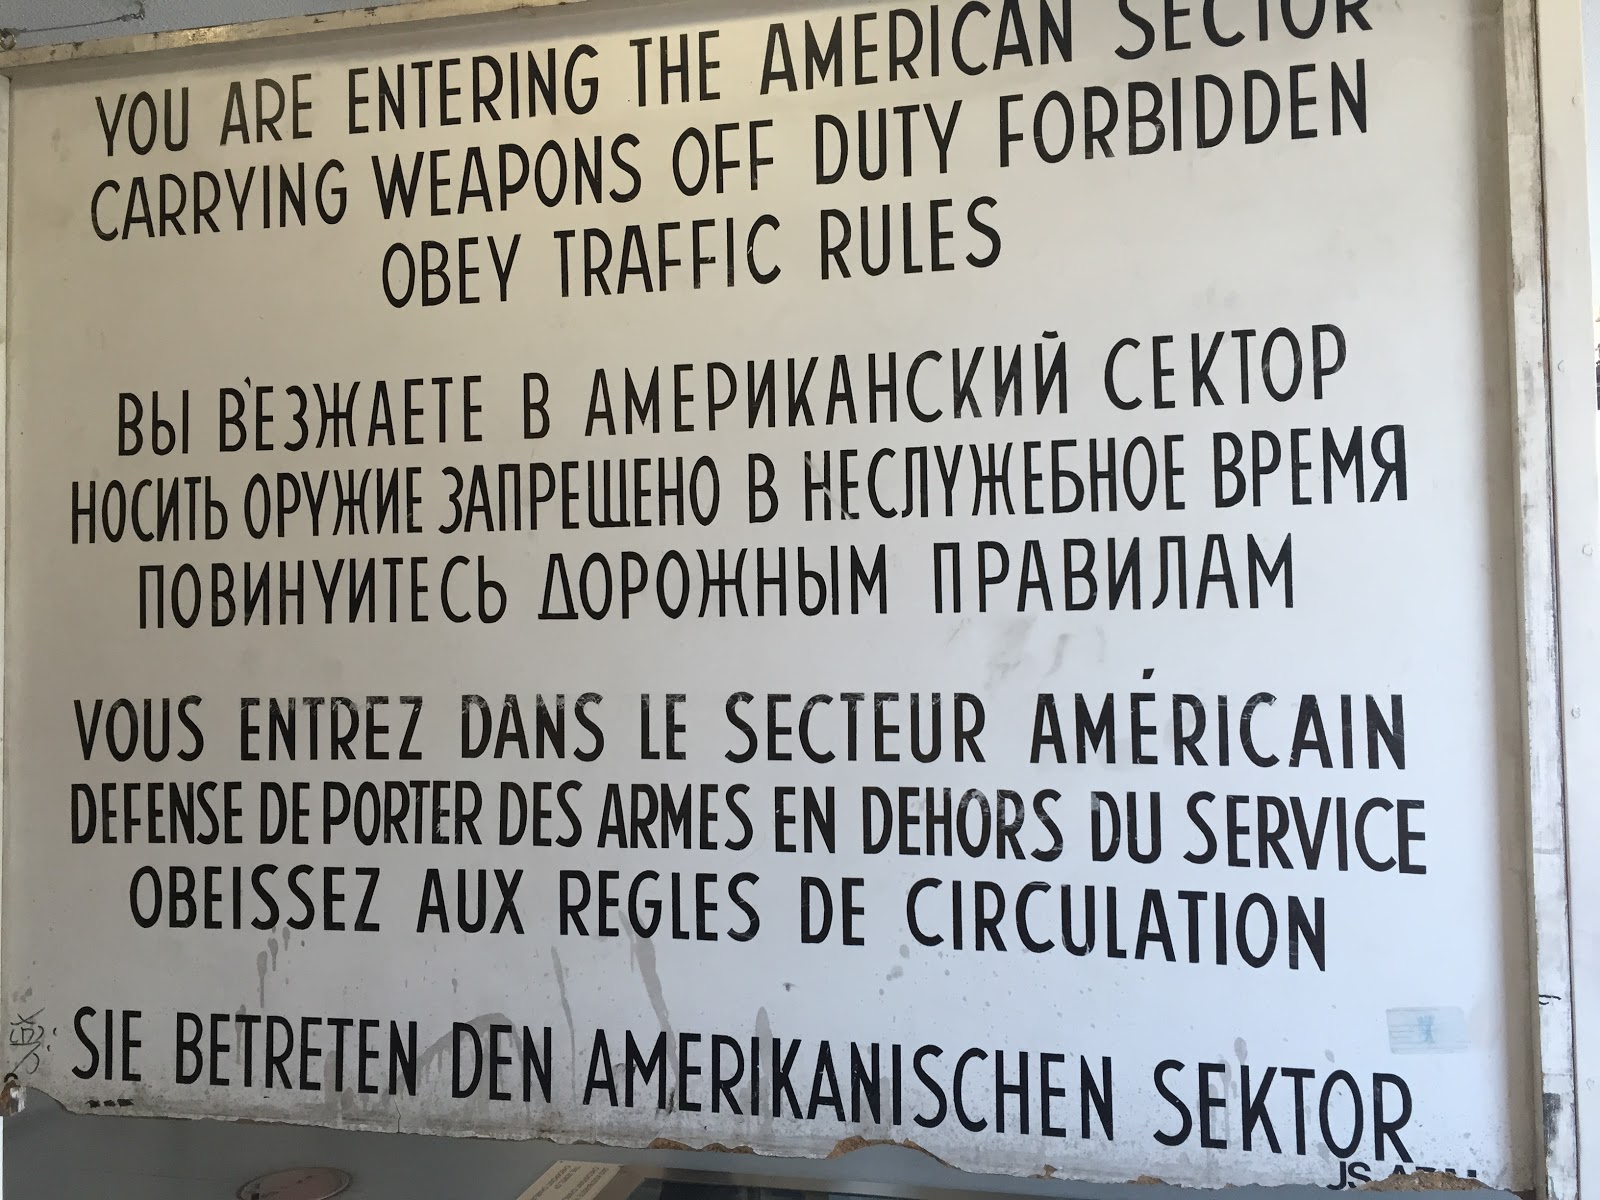 YOU ARE ENTERING THE AMERICAN SECTOR
CARRYING WEAPONS OFF DUTY FORBIDDEN
OBEY TRAFFIC RULES
ВЫ В'ЕЗЖАЕТЕ В АМЕРИКАНСКИЙ СЕКТОР
НОСИТЬ ОРУЖИЕ ЗАПРЕЩЕНО В НЕСЛУЖЕБНОЕ ВРЕМЯ
ПОВИНУИТЕСЬ ДОРОЖНЫМ ПРАВИЛАМ
VOUS ENTREZ DANS LE SECTEUR AMÉRICAIN
DEFENSE DE PORTER DES ARMES EN DEHORS DU SERVICE
OBEISSEZ AUX REGLES DE CIRCULATION
SIE BETRETEN DEN AMERIKANISCHEN SEKTOR